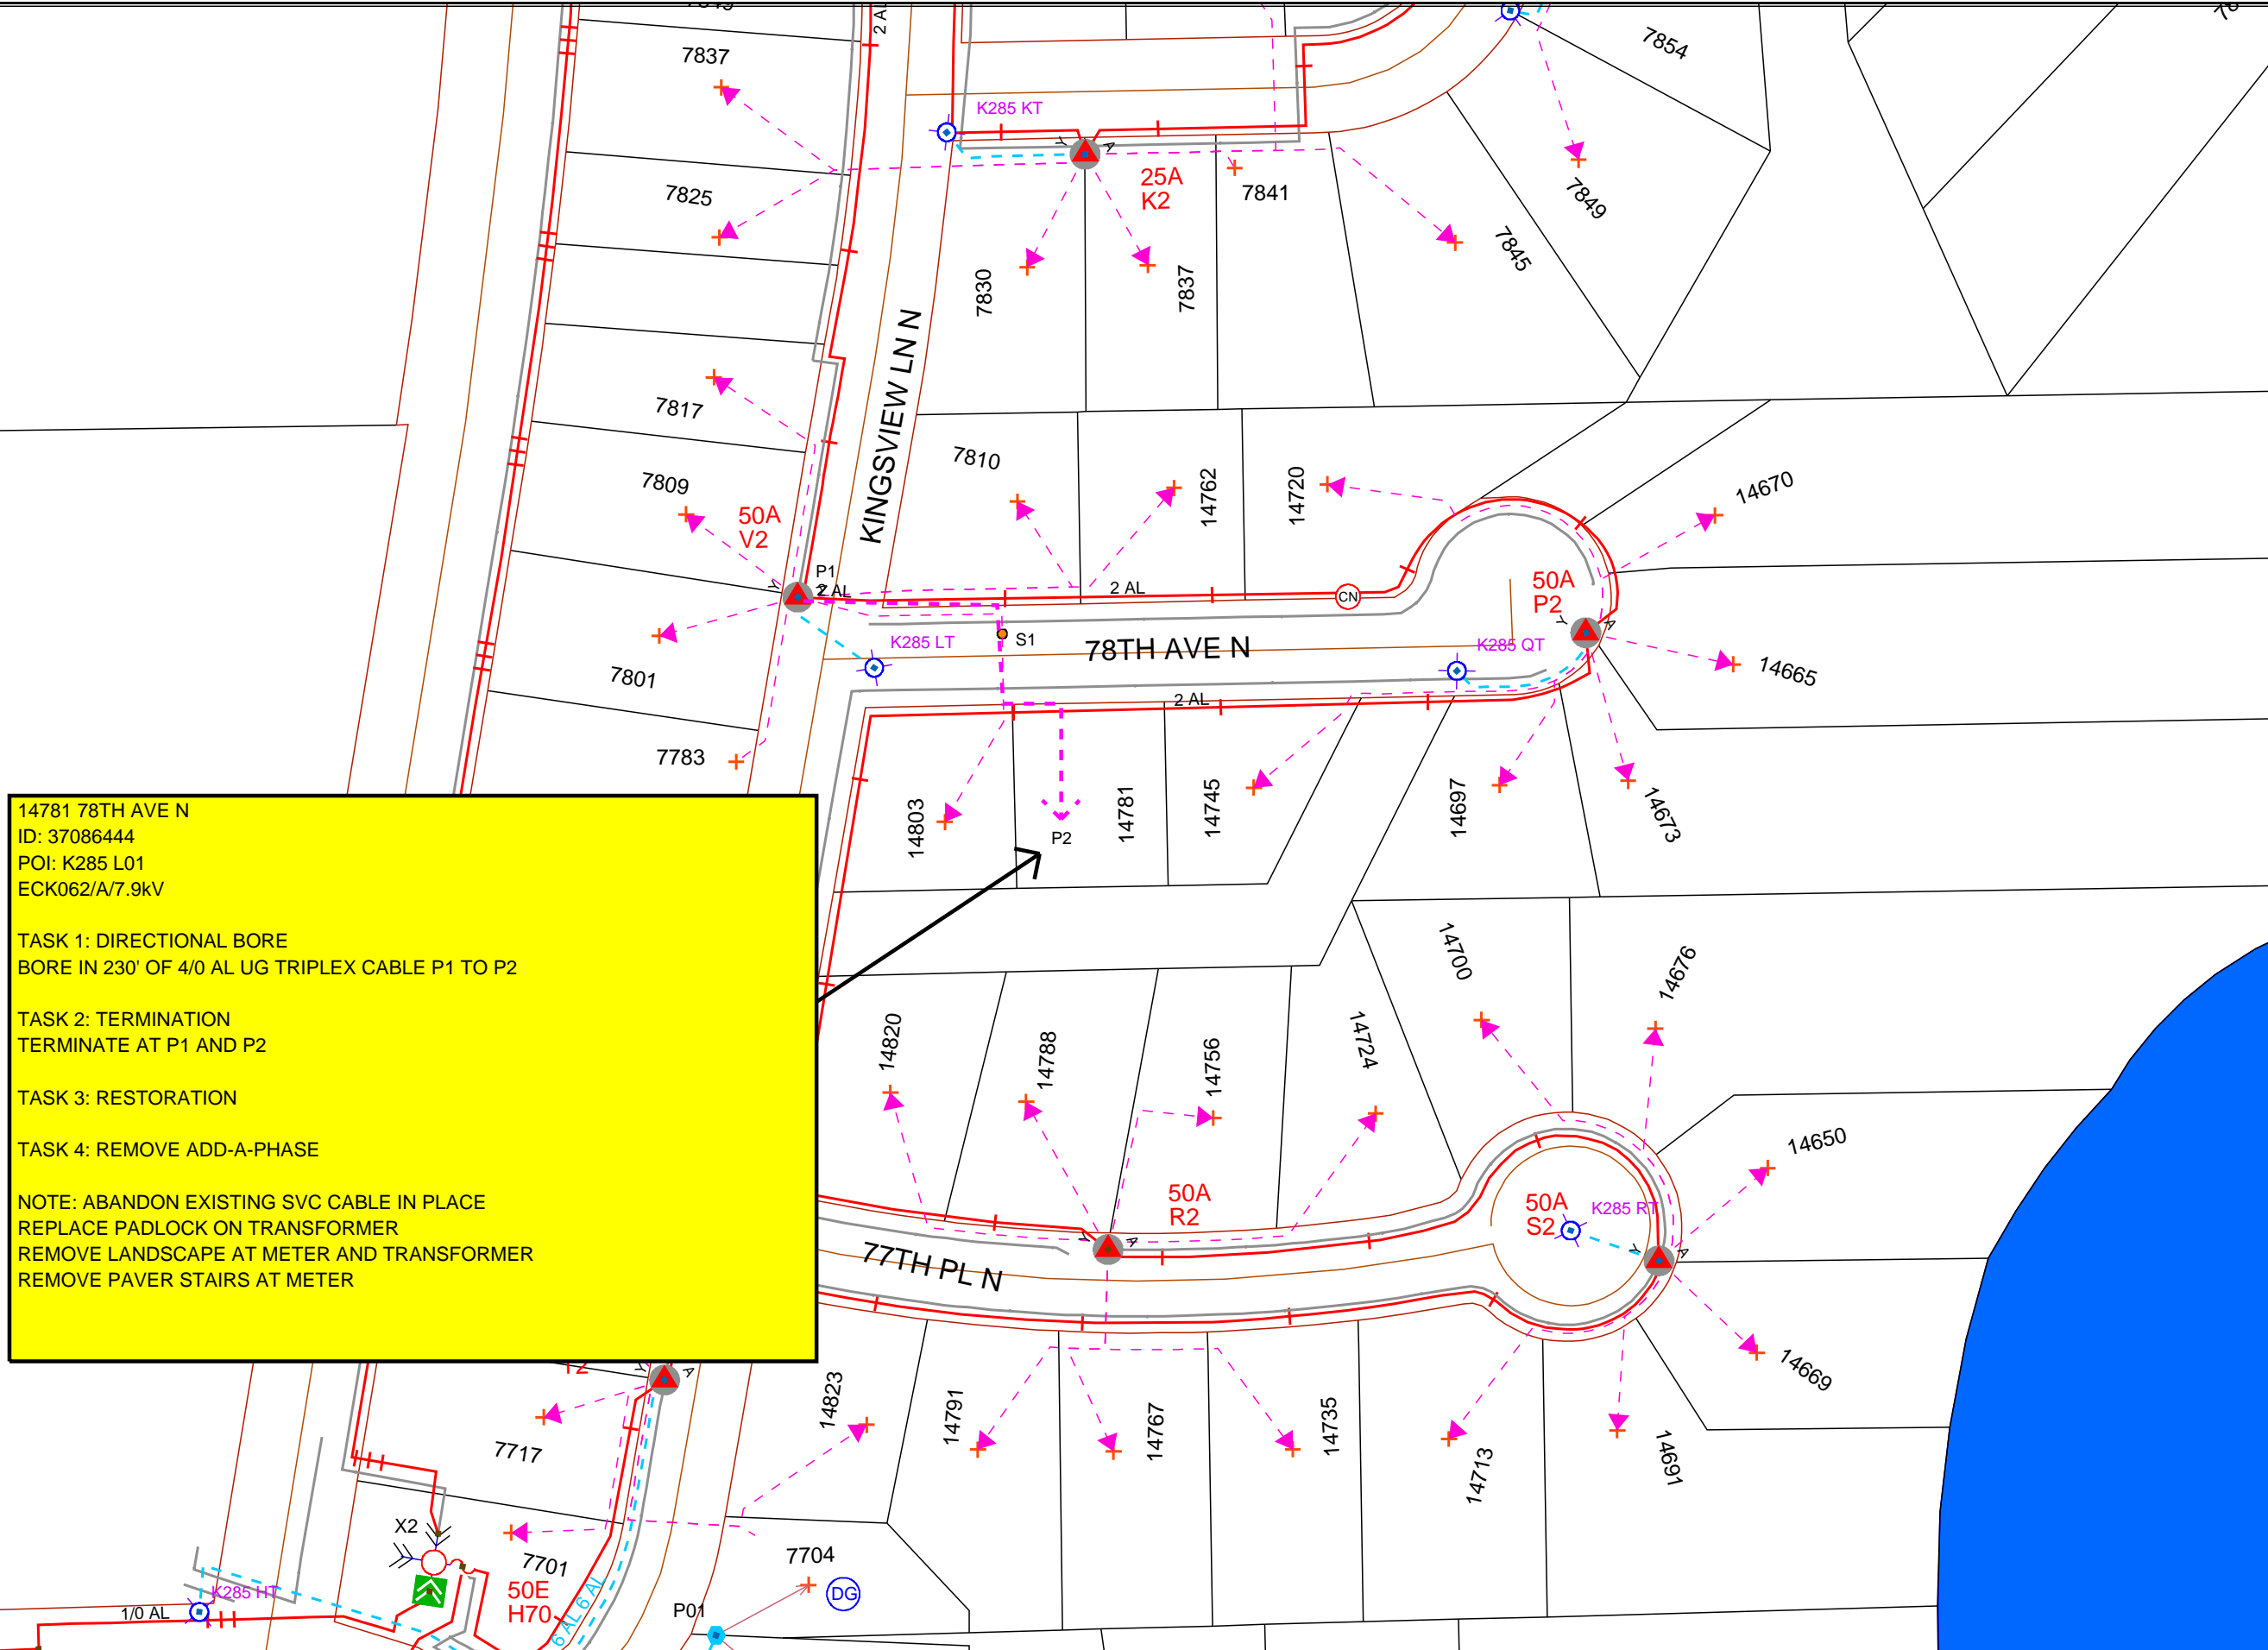 7837
2 AL
7854
K285 KT
Y
A
25A
K2
7841
7825
7849
7845
7830
7837
KINGSVIEW LN N
7817
7810
7809
14762
14720
14670
50A
V2
P1
Y
2 AL
2 AL
CN
50A
P2
Y
A
S1
K285 LT
78TH AVE N
K285 QT
14665
7801
2 AL
7783
14803
14781
14745
14697
14673
P2
14781 78TH AVE N
ID: 37086444
POI: K285 L01
ECK062/A/7.9kV
TASK 1: DIRECTIONAL BORE
BORE IN 230' OF 4/0 AL UG TRIPLEX CABLE P1 TO P2
TASK 2: TERMINATION
TERMINATE AT P1 AND P2
TASK 3: RESTORATION
TASK 4: REMOVE ADD-A-PHASE
NOTE: ABANDON EXISTING SVC CABLE IN PLACE
REPLACE PADLOCK ON TRANSFORMER
REMOVE LANDSCAPE AT METER AND TRANSFORMER
REMOVE PAVER STAIRS AT METER
14700
14676
14820
14788
14756
14724
14650
50A
R2
50A
S2
K285 RT
Y
A
Y
A
77TH PL N
14669
Y
A
14823
14791
14767
14735
14713
14691
7717
X2
7701
7704
DG
50E
H70
K285 HT
1/0 AL
6 AL 6 AL
P01